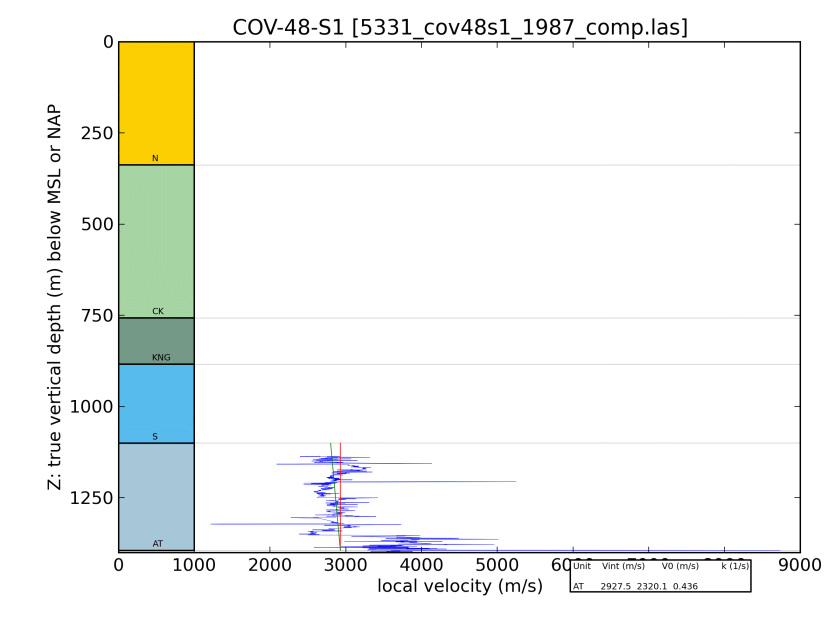 COV-48-S1 [5331_cov48s1_1987_comp.las]
Z: true vertical depth (m) below MSL or NAP
0
250
500
750
1000
1250
N
CK
KNG
S
AT
0 1000 2000 3000 4000 5000 9000
local velocity (m/s)
Unit Vint (m/s) V0 (m/s) k (1/s)
AT 2927.5 2320.1 0.436